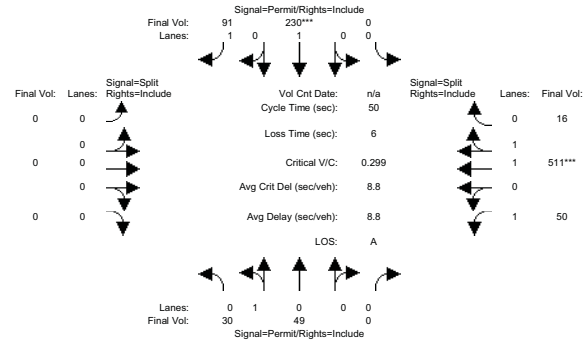 Signal=Permit/Rights=Include
Final Vol: 91 230*** 0
Lanes: 1 0 1 0 0
Signal=Split
Final Vol: Lanes: Rights=Include
Vol Cnt Date: n/a
Signal=Split
Rights=Include Lanes: Final Vol:
Cycle Time (sec): 50
0 0
0 16
Loss Time (sec): 6
0
1
0 0
Critical V/C: 0.299
1 511***
0
Avg Crit Del (sec/veh): 8.8
0
0 0
Avg Delay (sec/veh): 8.8
1 50
LOS: A
Lanes: 0 1 0 0 0
Final Vol: 30 49 0
Signal=Permit/Rights=Include